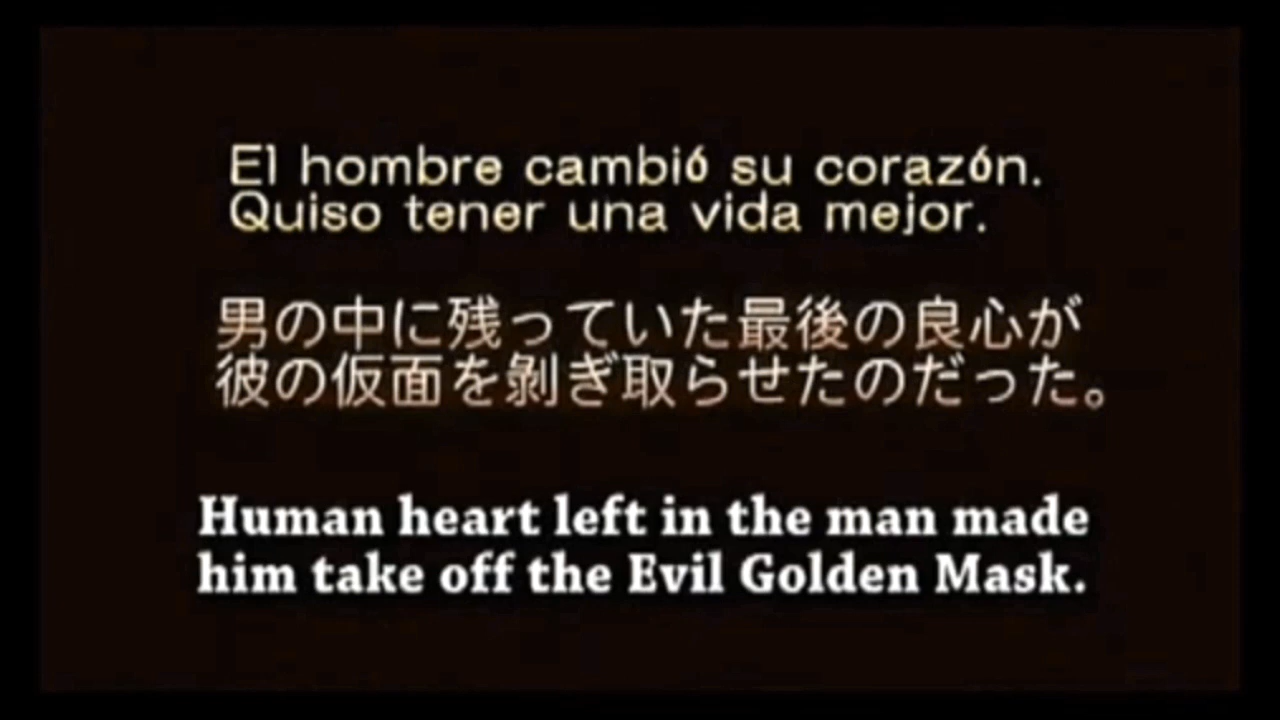 El hombre cambió su corazón.
Quiso tener una vida mejor.
男の中に残っていた最後の良心が
彼の仮面を剝ぎ取らせたのだった。
Human heart left in the man made
him take off the Evil Golden Mask.